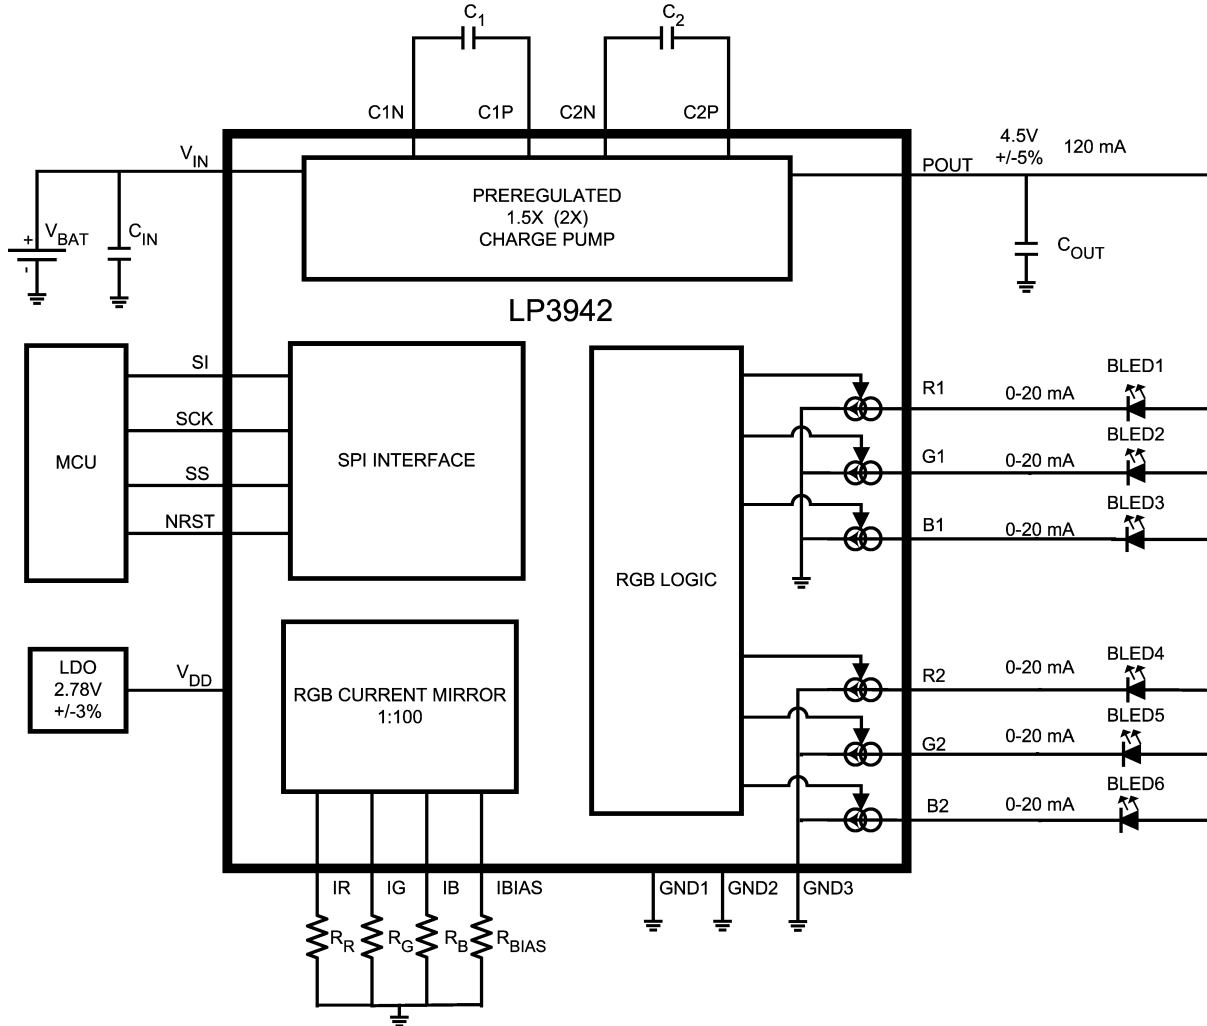 C1
C2
C1N
C1P
C2N
C2P
VIN
POUT
4.5V
+/-5%
120 mA
PREREGULATED
1.5X (2X)
CHARGE PUMP
+
VBAT
-
CIN
COUT
LP3942
MCU
SI
SCK
SS
NRST
SPI INTERFACE
RGB LOGIC
R1
0-20 mA
BLED1
G1
0-20 mA
BLED2
B1
0-20 mA
BLED3
LDO
2.78V
+/-3%
VDD
RGB CURRENT MIRROR
1:100
R2
0-20 mA
BLED4
G2
0-20 mA
BLED5
B2
0-20 mA
BLED6
IR
IG
IB
IBIAS
GND1
GND2
GND3
RR
RG
RB
RBIAS